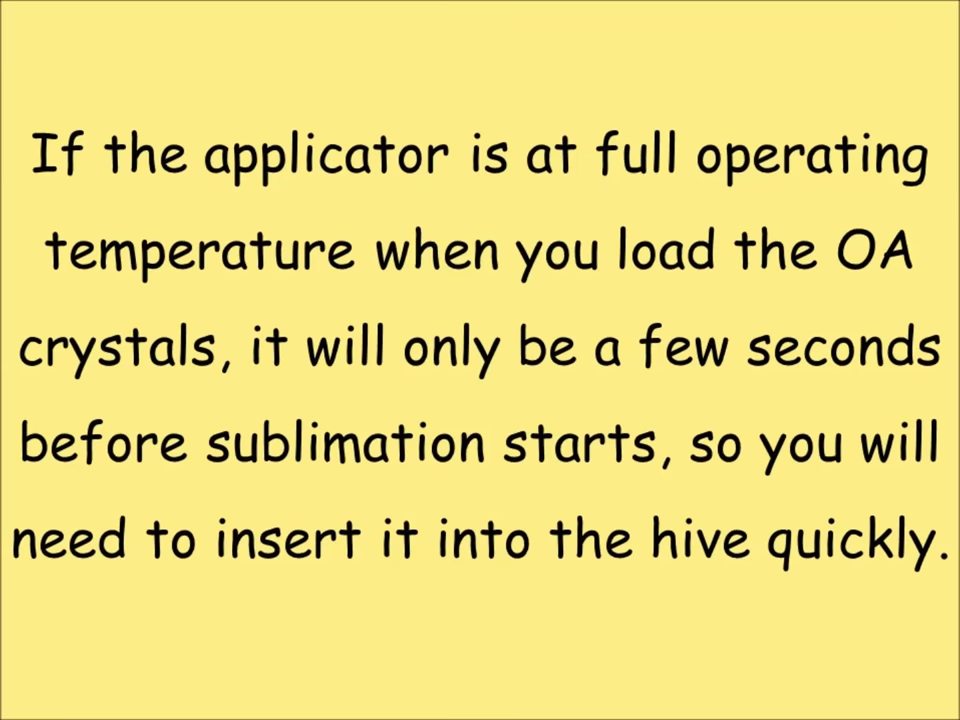 If the applicator is at full operating
temperature when you load the OA
crystals, it will only be a few seconds
before sublimation starts, so you will
need to insert it into the hive quickly.